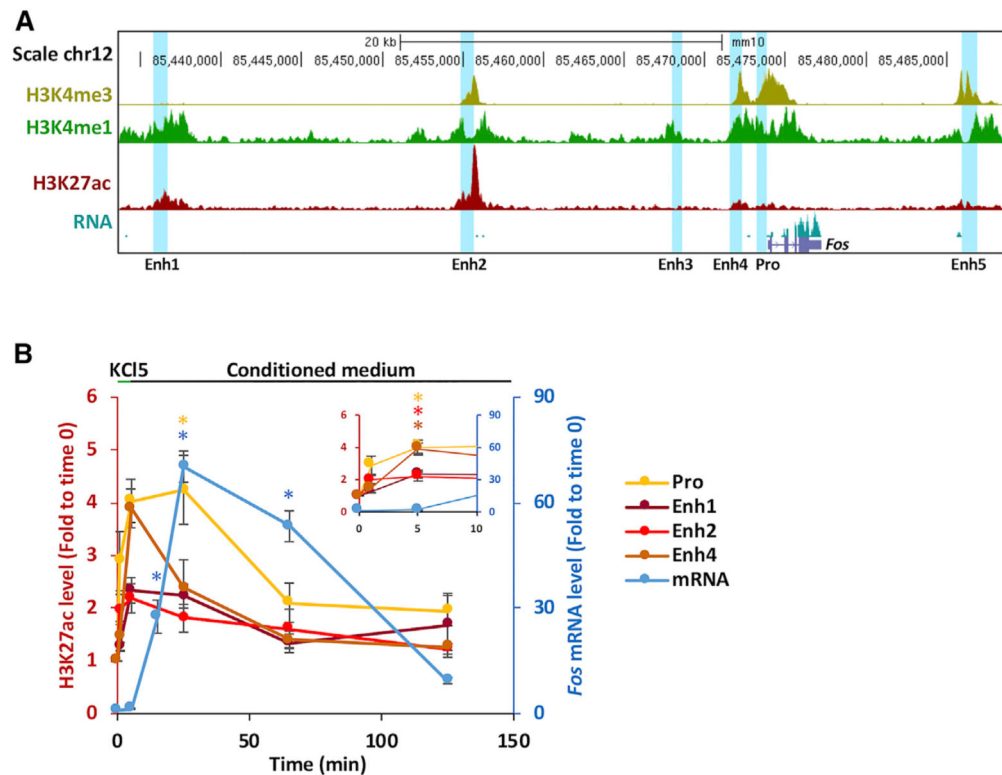 A
Scale chr12
20 kb
mm10
85,440,000| 85,445,000| 85,450,000| 85,455,000| 85,460,000| 85,465,000| 85,470,000| 85,475,000| 85,480,000| 85,485,000|
H3K4me3
H3K4me1
H3K27ac
RNA
Fos
Enh1 Enh2 Enh3 Enh4 Pro Enh5
B
KCl5 Conditioned medium
H3K27ac level (Fold to time 0)
6
5
4
3
2
1
0
* * *
* * * *
6 90
4 60
2 30
0 0
0 5 10
90
60
30
0
Fos mRNA level (Fold to time 0)
0 50 100 150
Time (min)
Pro
Enh1
Enh2
Enh4
mRNA